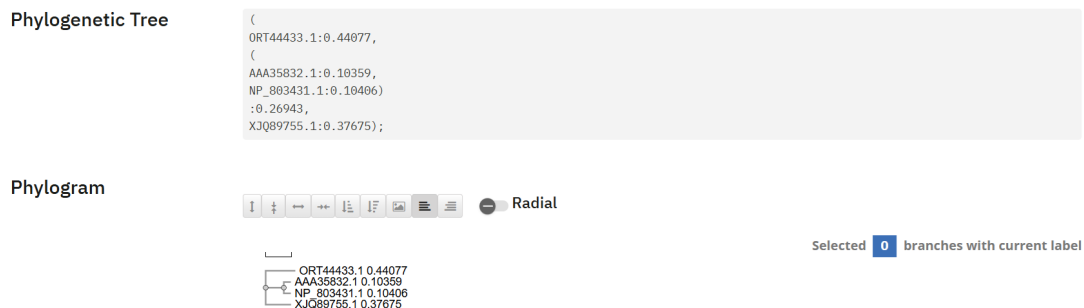 Phylogenetic Tree
(
ORT44433.1:0.44077,
(
AAA35832.1:0.10359,
NP_803431.1:0.10406)
:0.26943,
XJQ89755.1:0.37675);
Phylogram
Radial
Selected 0 branches with current label
ORT44433.1 0.44077
AAA35832.1 0.10359
NP_803431.1 0.10406
XJQ89755.1 0.37675